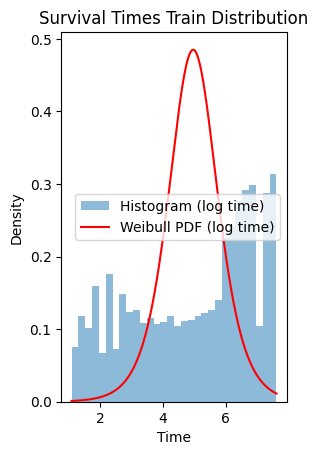 Survival Times Train Distribution
0.5
0.4
0.3
0.2
0.1
0.0
Density
Histogram (log time)
Weibull PDF (log time)
2
4
6
Time